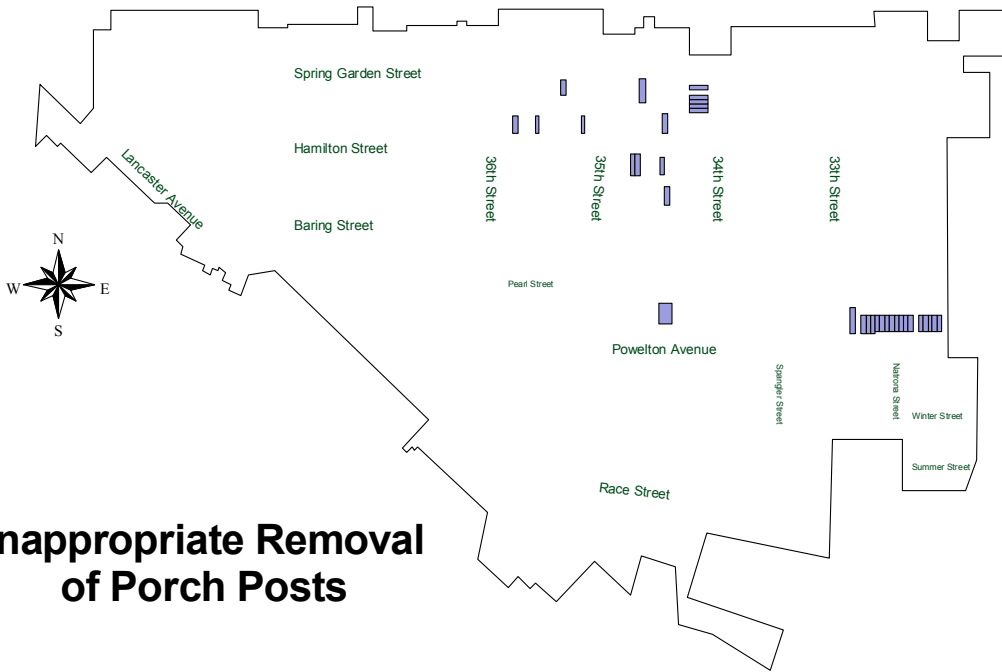 Spring Garden Street
Hamilton Street
Lancaster Avenue
36th Street
35th Street
34th Street
33th Street
Baring Street
N
W E
S
Pearl Street
Powelton Avenue
Spangler Street
Natrona Street
Winter Street
Summer Street
Race Street
nappropriate Removal
of Porch Posts